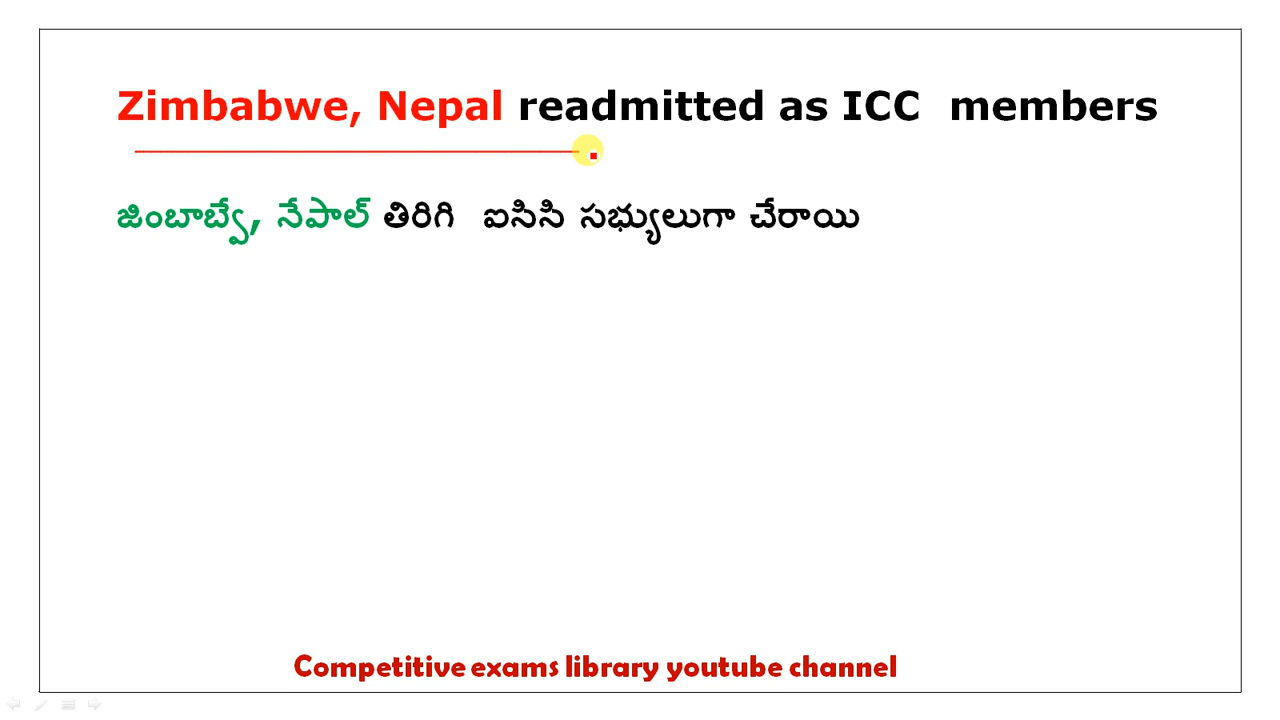 Zimbabwe, Nepal readmitted as ICC members
జింబాబ్వే, నేపాల్ తిరిగి ఐసిసి సభ్యులుగా చేరాయి
Competitive exams library youtube channel